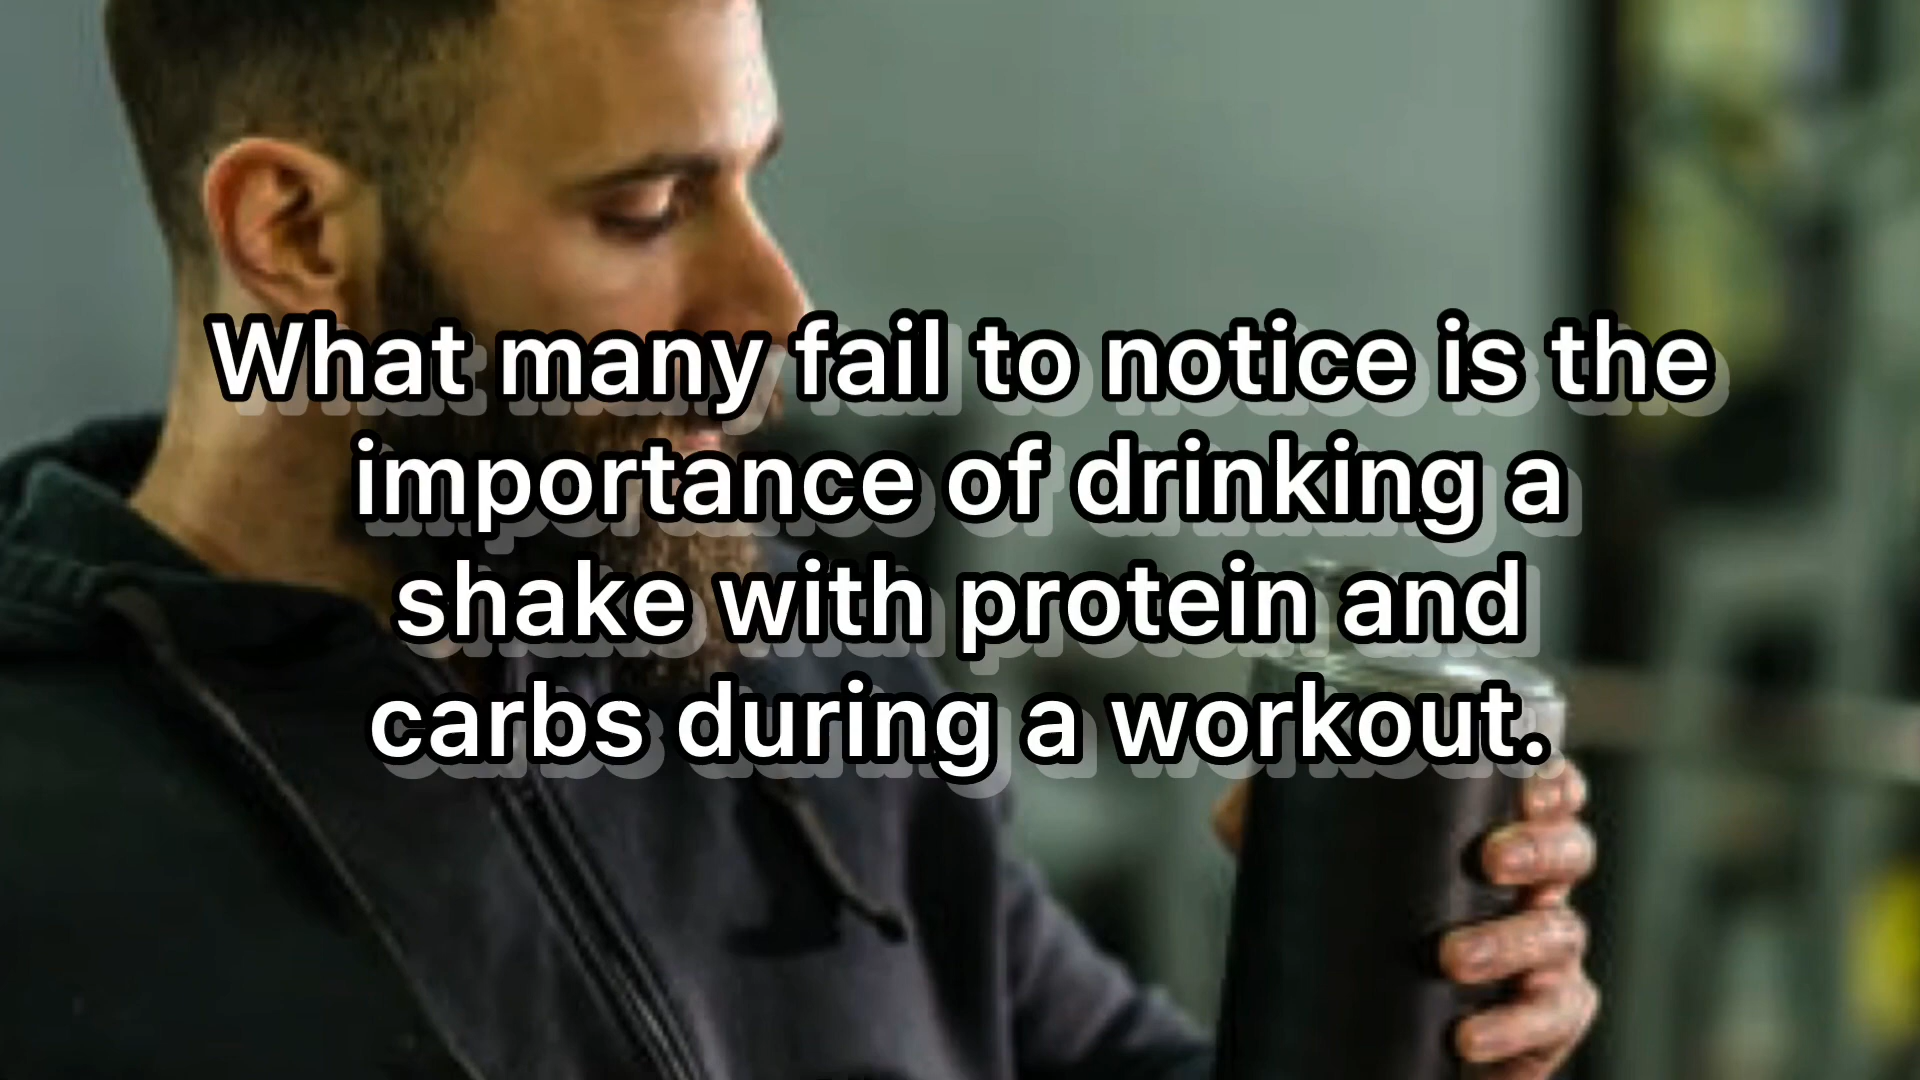 What many fail to notice is the
importance of drinking a
shake with protein and
carbs during a workout.